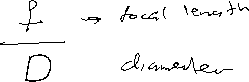 f → focal length
D diameter